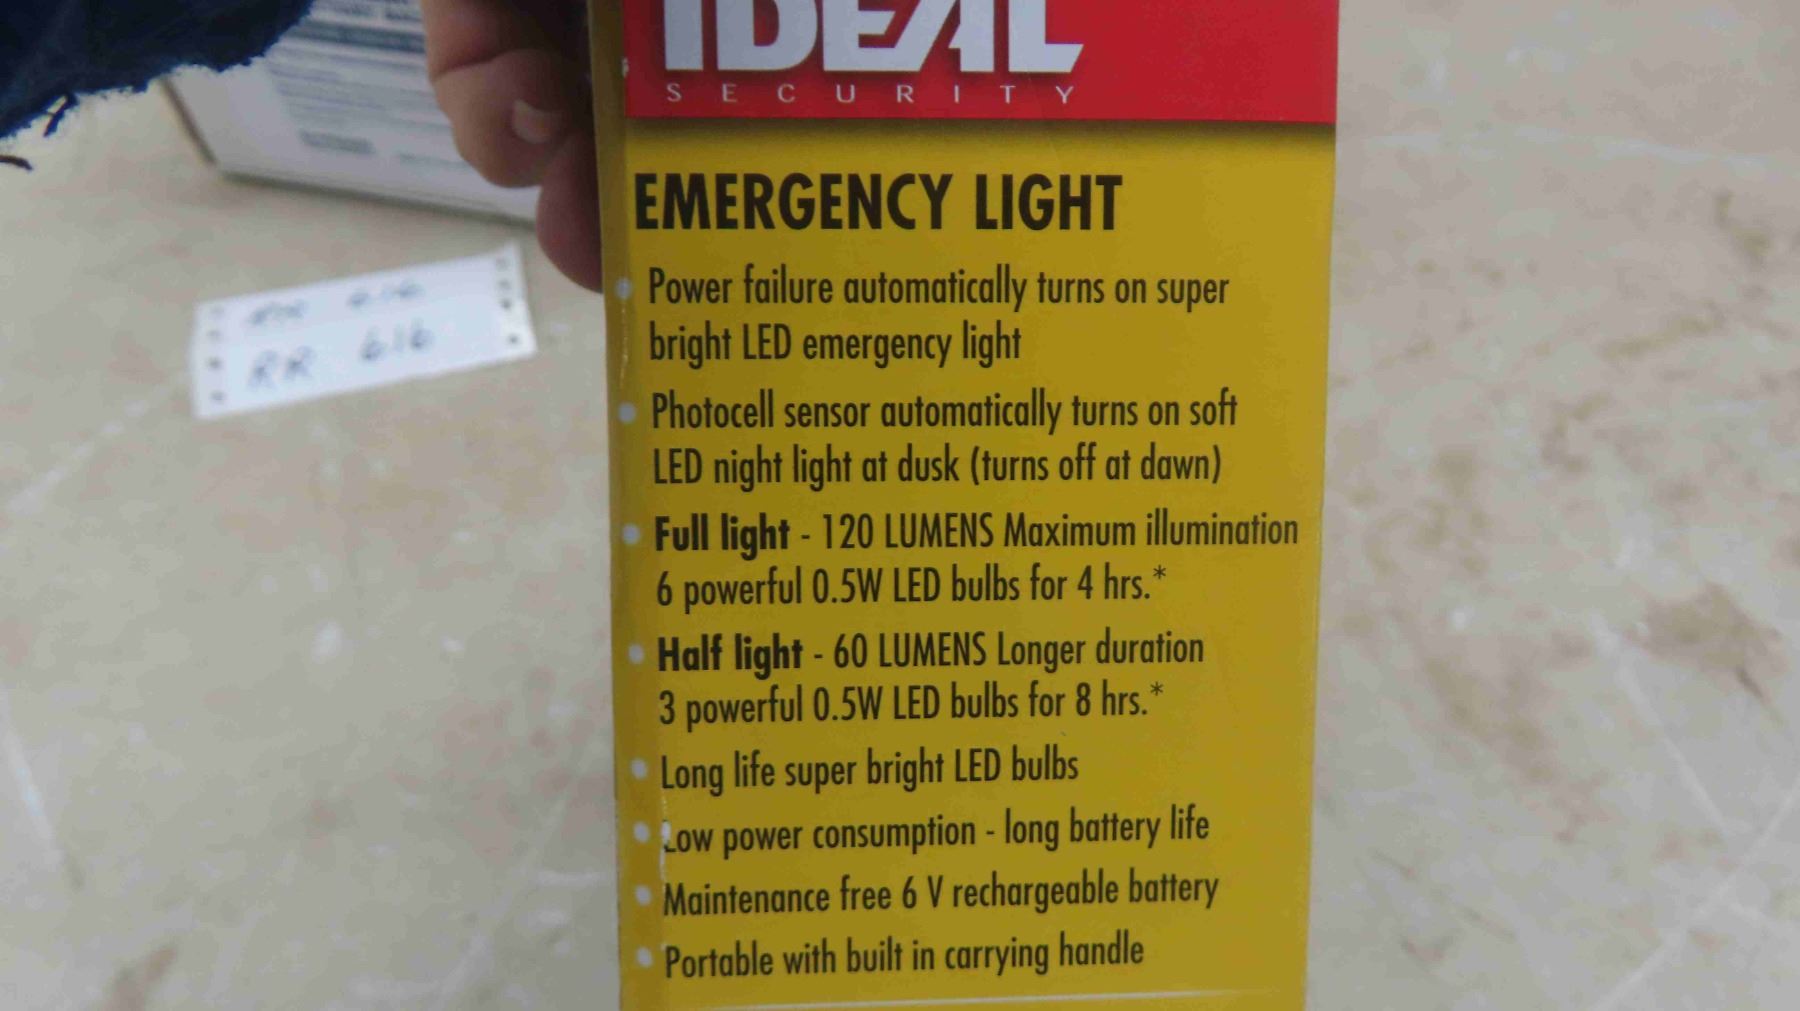 IDEAL
SECURITY
EMERGENCY LIGHT
Power failure automatically turns on super
bright LED emergency light
Photocell sensor automatically turns on soft
LED night light at dusk (turns off at dawn)
Full light - 120 LUMENS Maximum illumination
6 powerful 0.5W LED bulbs for 4 hrs.*
Half light - 60 LUMENS Longer duration
3 powerful 0.5W LED bulbs for 8 hrs.*
Long life super bright LED bulbs
Low power consumption - long battery life
Maintenance free 6 V rechargeable battery
Portable with built in carrying handle
RR 616